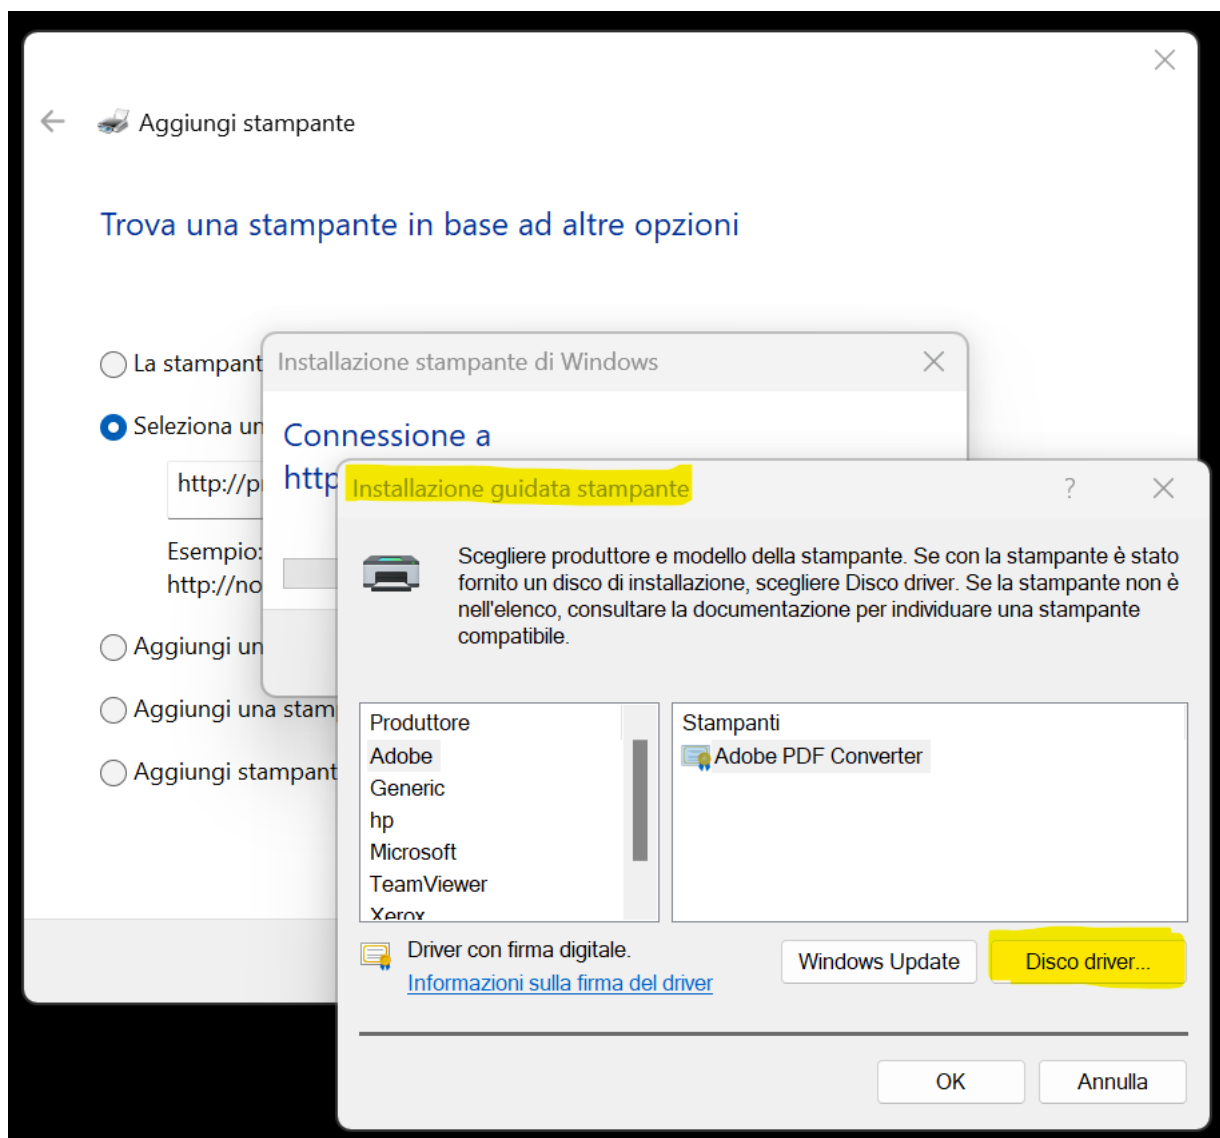 Aggiungi stampante
Trova una stampante in base ad altre opzioni
La stampant
Seleziona un
http://p
Esempio:
http://no
Aggiungi un
Aggiungi una stam
Aggiungi stampant
Installazione stampante di Windows
Connessione a
http
Installazione guidata stampante
?
Scegliere produttore e modello della stampante. Se con la stampante è stato
fornito un disco di installazione, scegliere Disco driver. Se la stampante non è
nell'elenco, consultare la documentazione per individuare una stampante
compatibile.
Produttore
Adobe
Generic
hp
Microsoft
TeamViewer
Xerox
Stampanti
Adobe PDF Converter
Driver con firma digitale.
Informazioni sulla firma del driver
Windows Update
Disco driver...
OK
Annulla